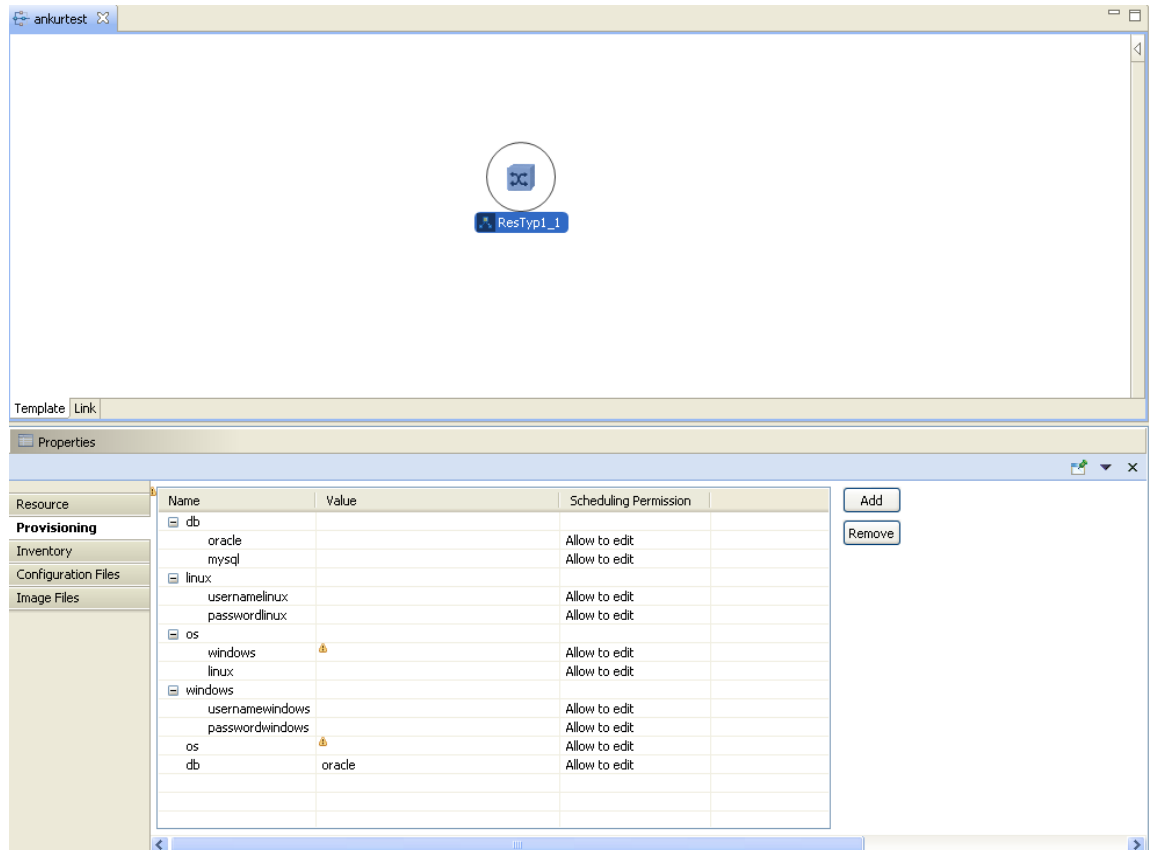 ankurtest
ResTyp1_1
Template Link
Properties
Resource
Provisioning
Inventory
Configuration Files
Image Files
Name Value Scheduling Permission
db
oracle Allow to edit
mysql Allow to edit
linux
usernamelinux Allow to edit
passwordlinux Allow to edit
os
windows Allow to edit
linux Allow to edit
windows
usernamewindows Allow to edit
passwordwindows Allow to edit
os Allow to edit
db oracle Allow to edit
Add
Remove